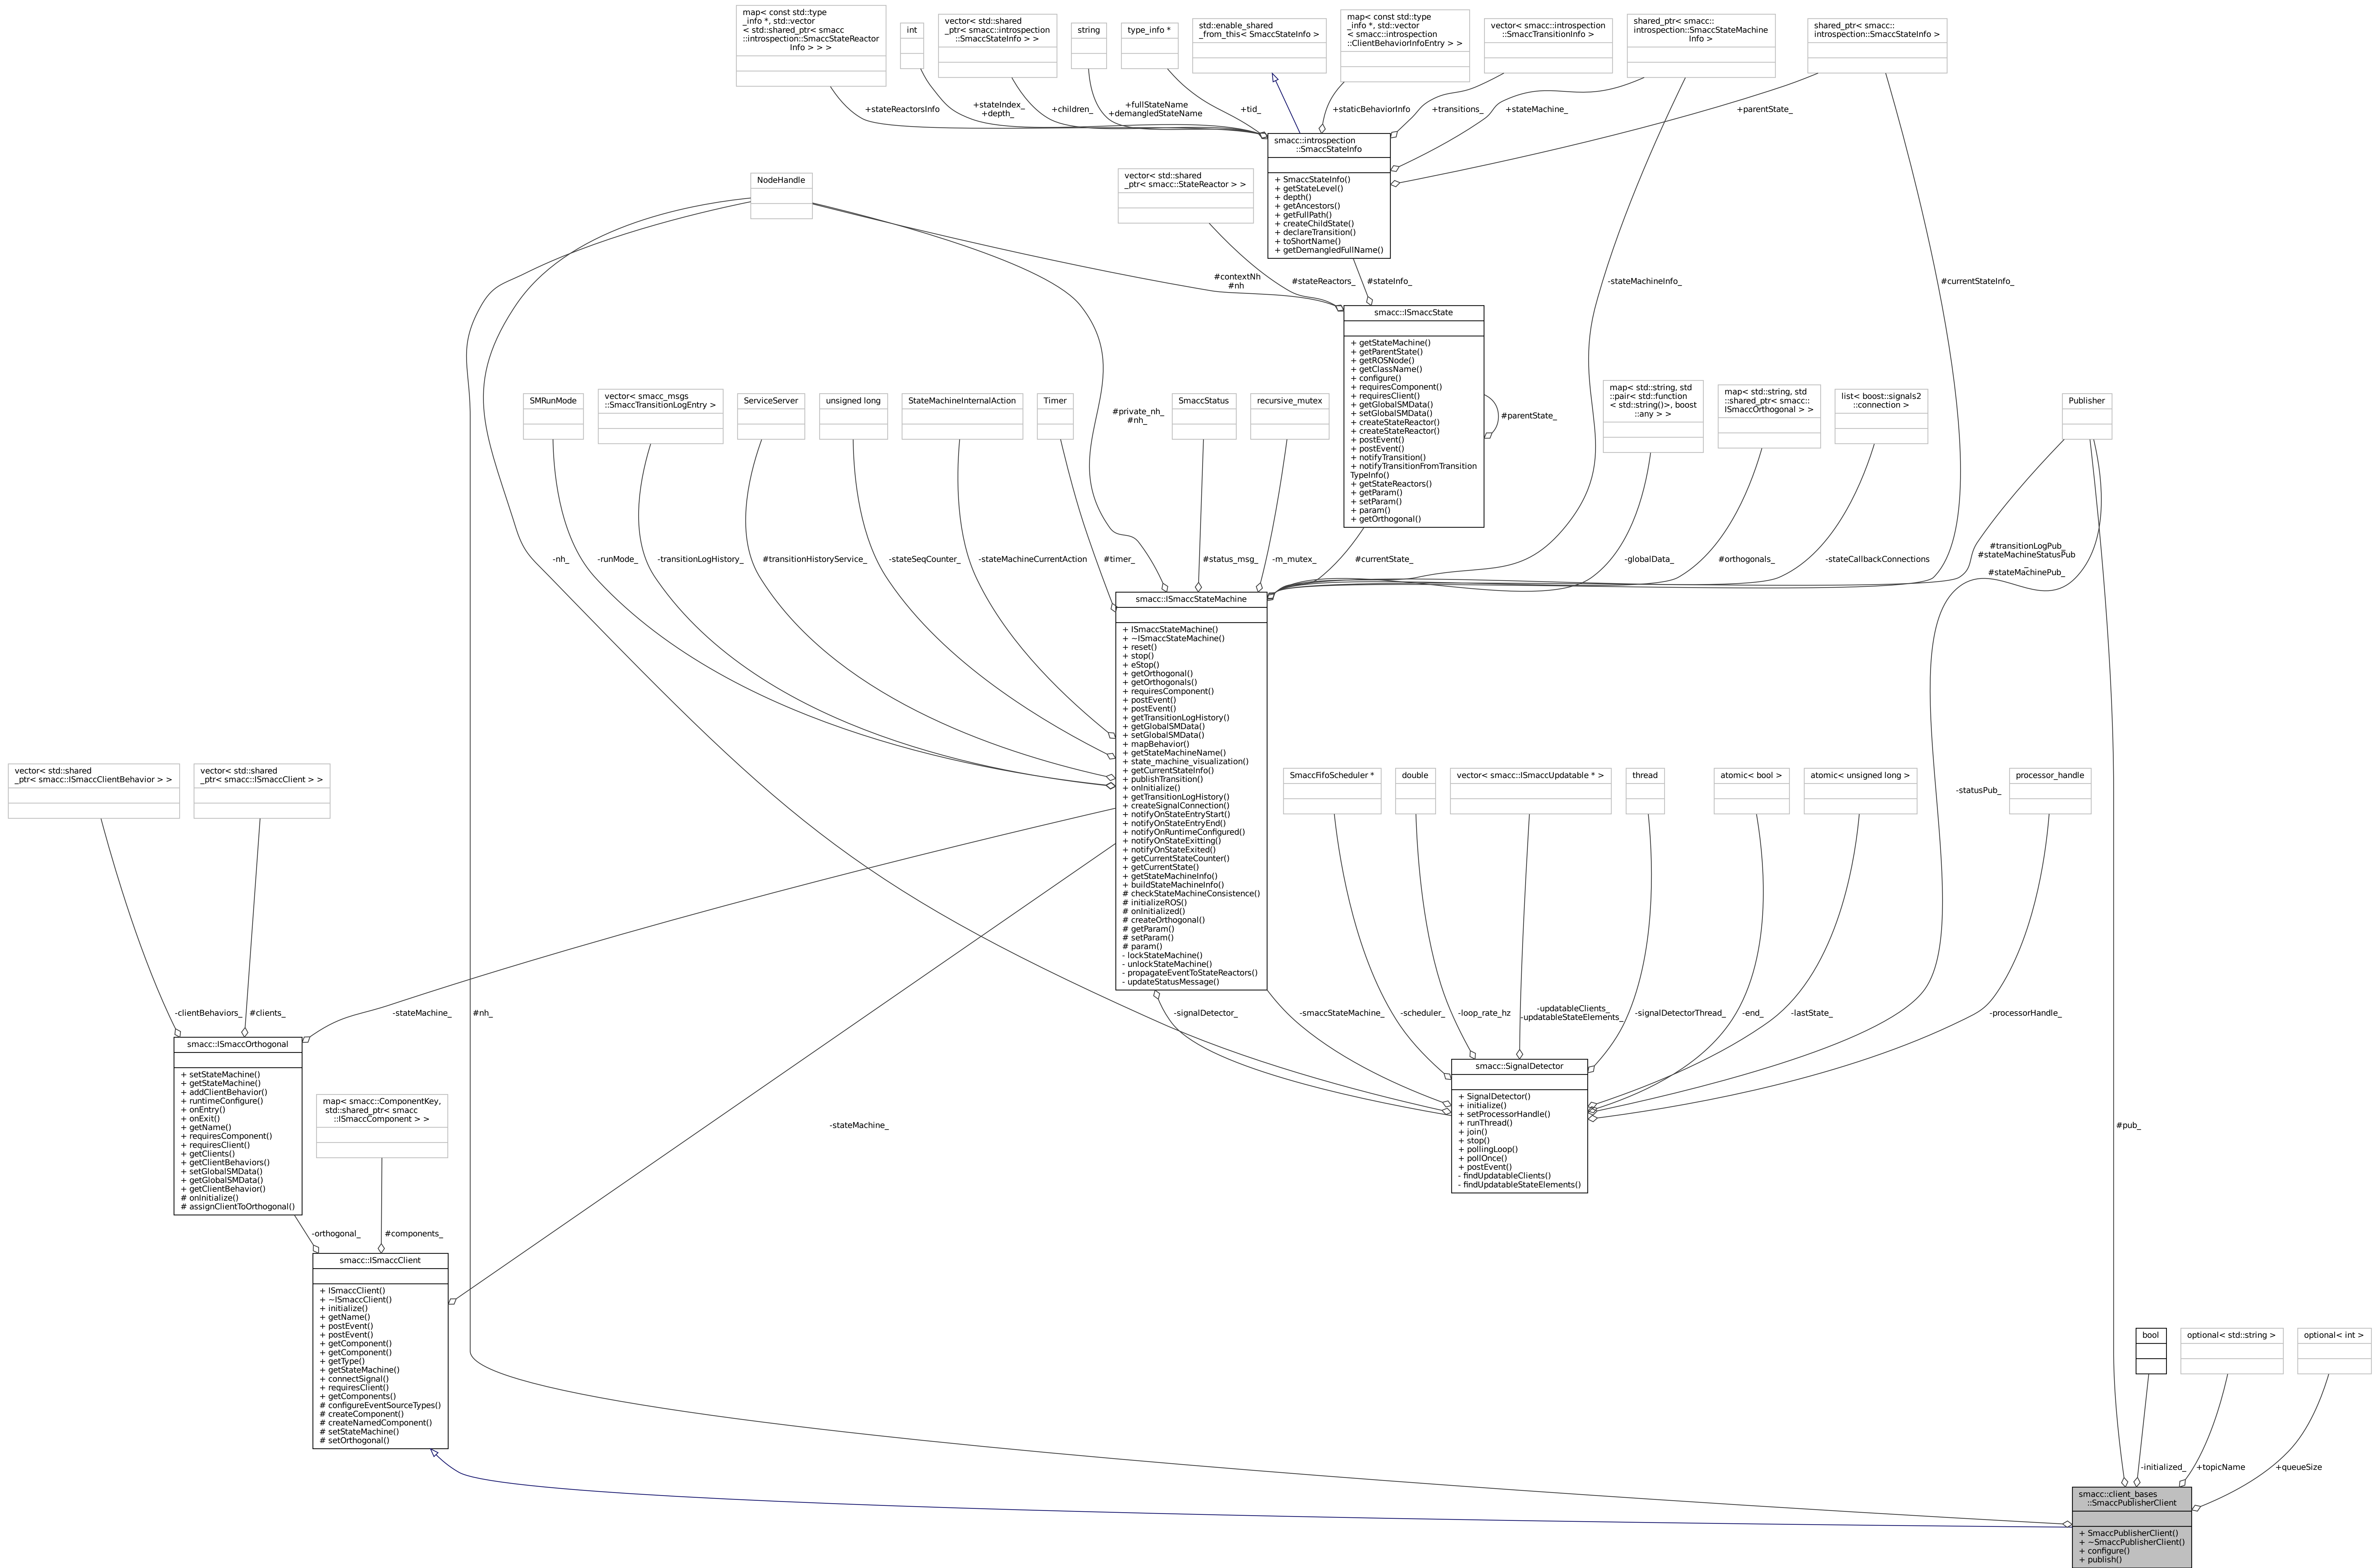 map< const std::type
_info *, std::vector
< std::shared_ptr< smacc
::introspection::SmaccStateReactor
Info > > >
int
vector< std::shared
_ptr< smacc::introspection
::SmaccStateInfo > >
string
type_info *
std::enable_shared
_from_this< SmaccStateInfo >
map< const std::type
_info *, std::vector
< smacc::introspection
::ClientBehaviorInfoEntry > >
vector< smacc::introspection
::SmaccTransitionInfo >
shared_ptr< smacc::
introspection::SmaccStateMachine
Info >
shared_ptr< smacc::
introspection::SmaccStateInfo >
+stateReactorsInfo
+stateIndex_
+depth_
+children_
+fullStateName
+demangledStateName
+tid_
+staticBehaviorInfo
+transitions_
+stateMachine_
+parentState_
smacc::introspection
::SmaccStateInfo
+ SmaccStateInfo()
+ getStateLevel()
+ depth()
+ getAncestors()
+ getFullPath()
+ createChildState()
+ declareTransition()
+ toShortName()
+ getDemangledFullName()
NodeHandle
vector< std::shared
_ptr< smacc::StateReactor > >
#contextNh
#nh
#stateReactors_
#stateInfo_
-stateMachineInfo_
#currentStateInfo_
smacc::ISmaccState
+ getStateMachine()
+ getParentState()
+ getROSNode()
+ getClassName()
+ configure()
+ requiresComponent()
+ requiresClient()
+ getGlobalSMData()
+ setGlobalSMData()
+ createStateReactor()
+ createStateReactor()
+ postEvent()
+ postEvent()
+ notifyTransition()
+ notifyTransitionFromTransition
TypeInfo()
+ getStateReactors()
+ getParam()
+ setParam()
+ param()
+ getOrthogonal()
#parentState_
SMRunMode
vector< smacc_msgs
::SmaccTransitionLogEntry >
ServiceServer
unsigned long
StateMachineInternalAction
Timer
#private_nh_
#nh_
SmaccStatus
recursive_mutex
map< std::string, std
::pair< std::function
< std::string()>, boost
::any > >
map< std::string, std
::shared_ptr< smacc::
ISmaccOrthogonal > >
list< boost::signals2
::connection >
Publisher
-nh_
-runMode_
-transitionLogHistory_
#transitionHistoryService_
-stateSeqCounter_
-stateMachineCurrentAction
#timer_
#status_msg_
-m_mutex_
#currentState_
-globalData_
#orthogonals_
-stateCallbackConnections
#transitionLogPub_
#stateMachineStatusPub
_
#stateMachinePub_
smacc::ISmaccStateMachine
+ ISmaccStateMachine()
+ ~ISmaccStateMachine()
+ reset()
+ stop()
+ eStop()
+ getOrthogonal()
+ getOrthogonals()
+ requiresComponent()
+ postEvent()
+ postEvent()
+ getTransitionLogHistory()
+ getGlobalSMData()
+ setGlobalSMData()
+ mapBehavior()
+ getStateMachineName()
+ state_machine_visualization()
+ getCurrentStateInfo()
+ publishTransition()
+ onInitialize()
+ getTransitionLogHistory()
+ createSignalConnection()
+ notifyOnStateEntryStart()
+ notifyOnStateEntryEnd()
+ notifyOnRuntimeConfigured()
+ notifyOnStateExitting()
+ notifyOnStateExited()
+ getCurrentStateCounter()
+ getCurrentState()
+ getStateMachineInfo()
+ buildStateMachineInfo()
# checkStateMachineConsistence()
# initializeROS()
# onInitialized()
# createOrthogonal()
# getParam()
# setParam()
# param()
- lockStateMachine()
- unlockStateMachine()
- propagateEventToStateReactors()
- updateStatusMessage()
vector< std::shared
_ptr< smacc::ISmaccClientBehavior > >
vector< std::shared
_ptr< smacc::ISmaccClient > >
SmaccFifoScheduler *
double
vector< smacc::ISmaccUpdatable * >
thread
atomic< bool >
atomic< unsigned long >
-statusPub_
processor_handle
-clientBehaviors_
#clients_
-stateMachine_
#nh_
-signalDetector_
-smaccStateMachine_
-scheduler_
-loop_rate_hz
-updatableClients_
-updatableStateElements_
-signalDetectorThread_
-end_
-lastState_
-processorHandle_
smacc::ISmaccOrthogonal
+ setStateMachine()
+ getStateMachine()
+ addClientBehavior()
+ runtimeConfigure()
+ onEntry()
+ onExit()
+ getName()
+ requiresComponent()
+ requiresClient()
+ getClients()
+ getClientBehaviors()
+ setGlobalSMData()
+ getGlobalSMData()
+ getClientBehavior()
# onInitialize()
# assignClientToOrthogonal()
map< smacc::ComponentKey,
std::shared_ptr< smacc
::ISmaccComponent > >
-stateMachine_
smacc::SignalDetector
+ SignalDetector()
+ initialize()
+ setProcessorHandle()
+ runThread()
+ join()
+ stop()
+ pollingLoop()
+ pollOnce()
+ postEvent()
- findUpdatableClients()
- findUpdatableStateElements()
#pub_
-orthogonal_
#components_
smacc::ISmaccClient
+ ISmaccClient()
+ ~ISmaccClient()
+ initialize()
+ getName()
+ postEvent()
+ postEvent()
+ getComponent()
+ getComponent()
+ getType()
+ getStateMachine()
+ connectSignal()
+ requiresClient()
+ getComponents()
# configureEventSourceTypes()
# createComponent()
# createNamedComponent()
# setStateMachine()
# setOrthogonal()
bool
optional< std::string >
optional< int >
-initialized_
+topicName
+queueSize
smacc::client_bases
::SmaccPublisherClient
+ SmaccPublisherClient()
+ ~SmaccPublisherClient()
+ configure()
+ publish()